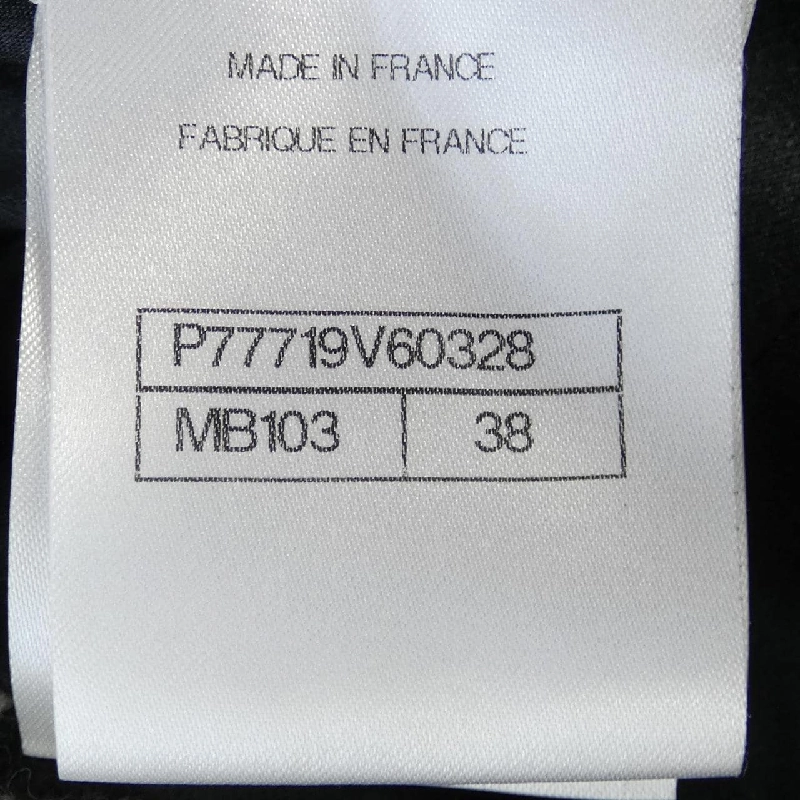 MADE IN FRANCE
FABRIQUE EN FRANCE
P77719V60328
MB103 38